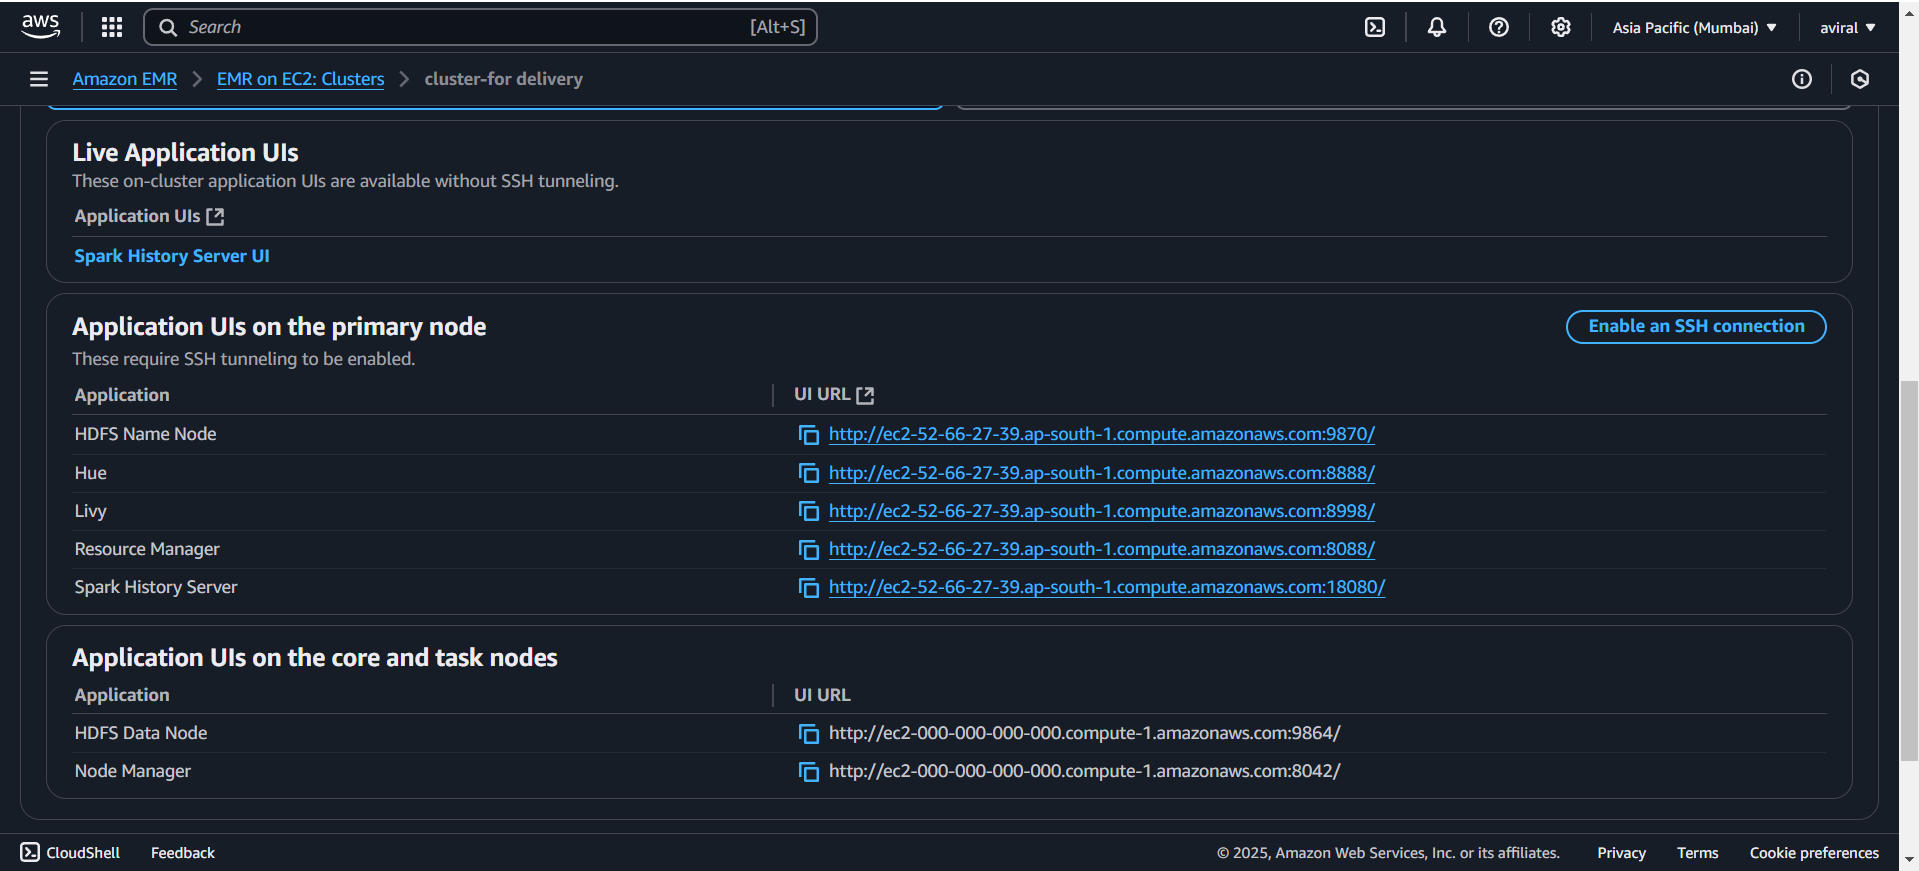 aws Search [Alt+S] Asia Pacific (Mumbai) aviral
Amazon EMR EMR on EC2: Clusters cluster-for delivery
Live Application UIs
These on-cluster application UIs are available without SSH tunneling.
Application UIs
Spark History Server UI
Application UIs on the primary node Enable an SSH connection
These require SSH tunneling to be enabled.
Application UI URL
HDFS Name Node http://ec2-52-66-27-39.ap-south-1.compute.amazonaws.com:9870/
Hue http://ec2-52-66-27-39.ap-south-1.compute.amazonaws.com:8888/
Livy http://ec2-52-66-27-39.ap-south-1.compute.amazonaws.com:8998/
Resource Manager http://ec2-52-66-27-39.ap-south-1.compute.amazonaws.com:8088/
Spark History Server http://ec2-52-66-27-39.ap-south-1.compute.amazonaws.com:18080/
Application UIs on the core and task nodes
Application UI URL
HDFS Data Node http://ec2-000-000-000-000.compute-1.amazonaws.com:9864/
Node Manager http://ec2-000-000-000-000.compute-1.amazonaws.com:8042/
CloudShell Feedback © 2025, Amazon Web Services, Inc. or its affiliates. Privacy Terms Cookie preferences